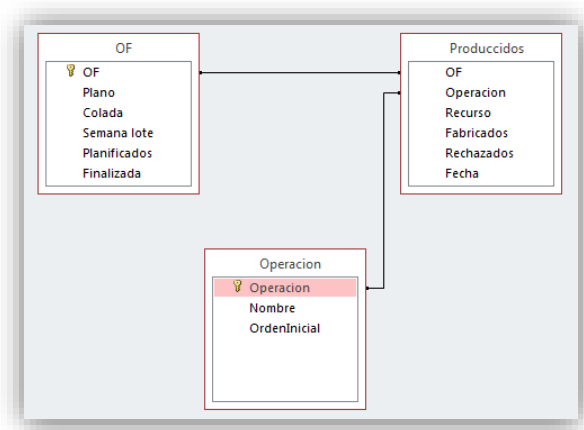 OF
OF
Plano
Colada
Semana lote
Planificados
Finalizada
Produccidos
OF
Operacion
Recurso
Fabricados
Rechazados
Fecha
Operacion
Operacion
Nombre
OrdenInicial